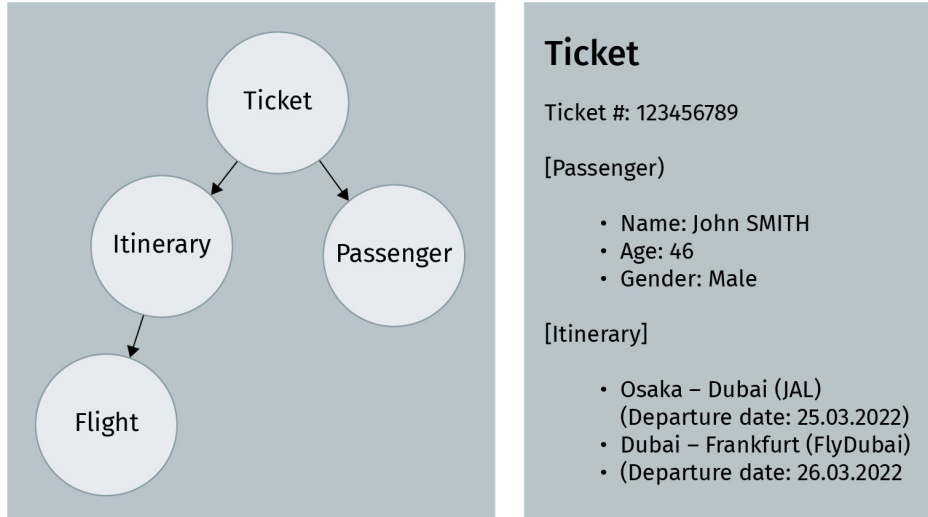 Ticket
Itinerary
Passenger
Flight
Ticket
Ticket #: 123456789
[Passenger)
• Name: John SMITH
• Age: 46
• Gender: Male
[Itinerary]
• Osaka – Dubai (JAL)
(Departure date: 25.03.2022)
• Dubai – Frankfurt (FlyDubai)
• (Departure date: 26.03.2022